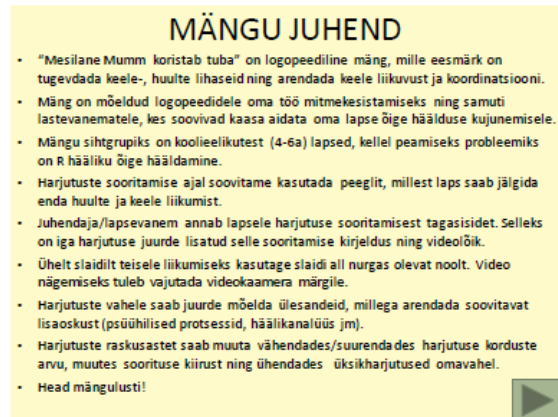 MÄNGU JUHEND
• “Mesilane Mumm koristab tuba” on logopeediline mäng, mille eesmärk on
tugevdada keele-, huulte lihaseid ning arendada keele liikuvust ja koordinatsiooni.
• Mäng on mõeldud logopeedidele oma töö mitmekesistamiseks ning samuti
lastevanematele, kes soovivad kaasa aidata oma lapse õige häälduse kujunemisele.
• Mängu sihtgrupiks on koolieelikutest (4-6a) lapsed, kellel peamiseks probleemiks
on R hääliku õige hääldamine.
• Harjutuste sooritamise ajal soovitame kasutada peeglit, millest laps saab jälgida
enda huulte ja keele liikumist.
• Juhendaja/lapsevanem annab lapsele harjutuse sooritamisest tagasisidet. Selleks
on iga harjutuse juurde lisatud selle sooritamise kirjeldus ning videolõik.
• Ühelt slaidilt teisele liikumiseks kasutage slaidi all nurgas olevat noolt. Video
nägemiseks tuleb vajutada videokaamera märgile.
• Harjutuste vahele saab juurde mõelda ülesandeid, millega arendada soovitavat
lisaoskust (psüühilised protsessid, häälikanalüüs jm).
• Harjutuste raskusastet saab muuta vähendades/suurendades harjutuse korduste
arvu, muutes soorituse kiirust ning ühendades üksikharjutused omavahel.
• Head mängulusti!